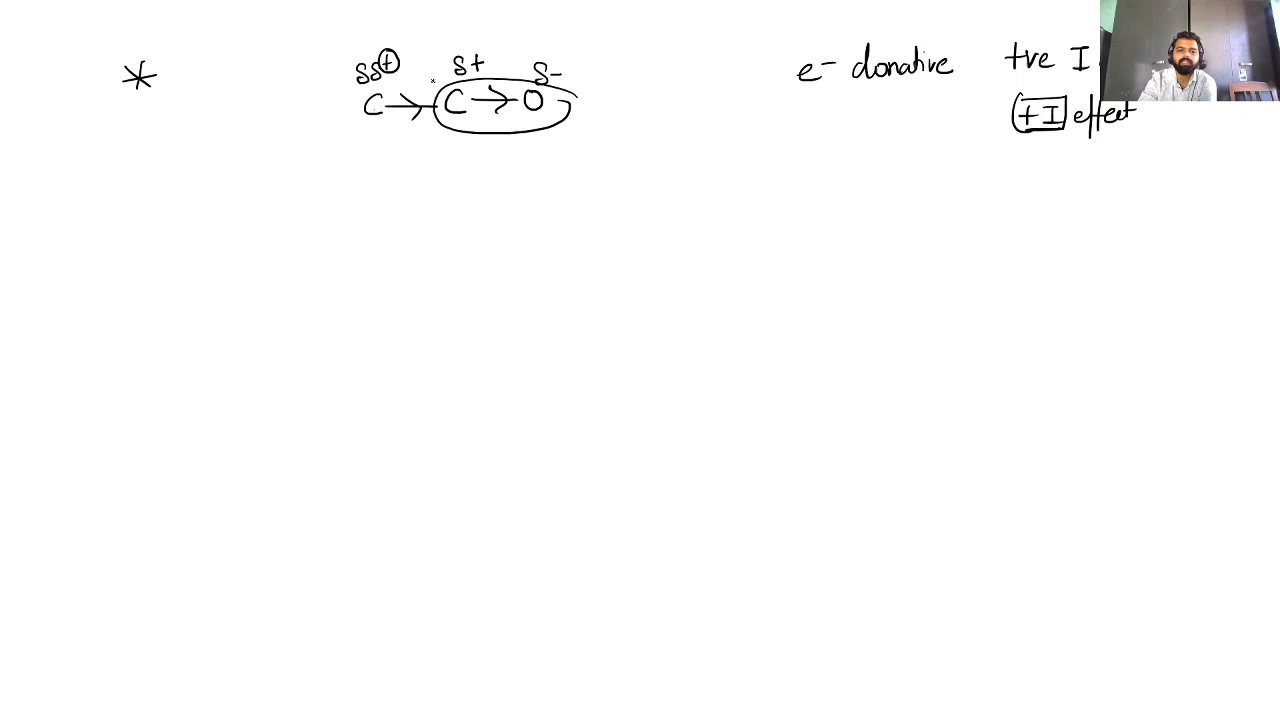 * δδ⊕ δ+ δ-
C → C → O
e- donative +ve I
+I effect